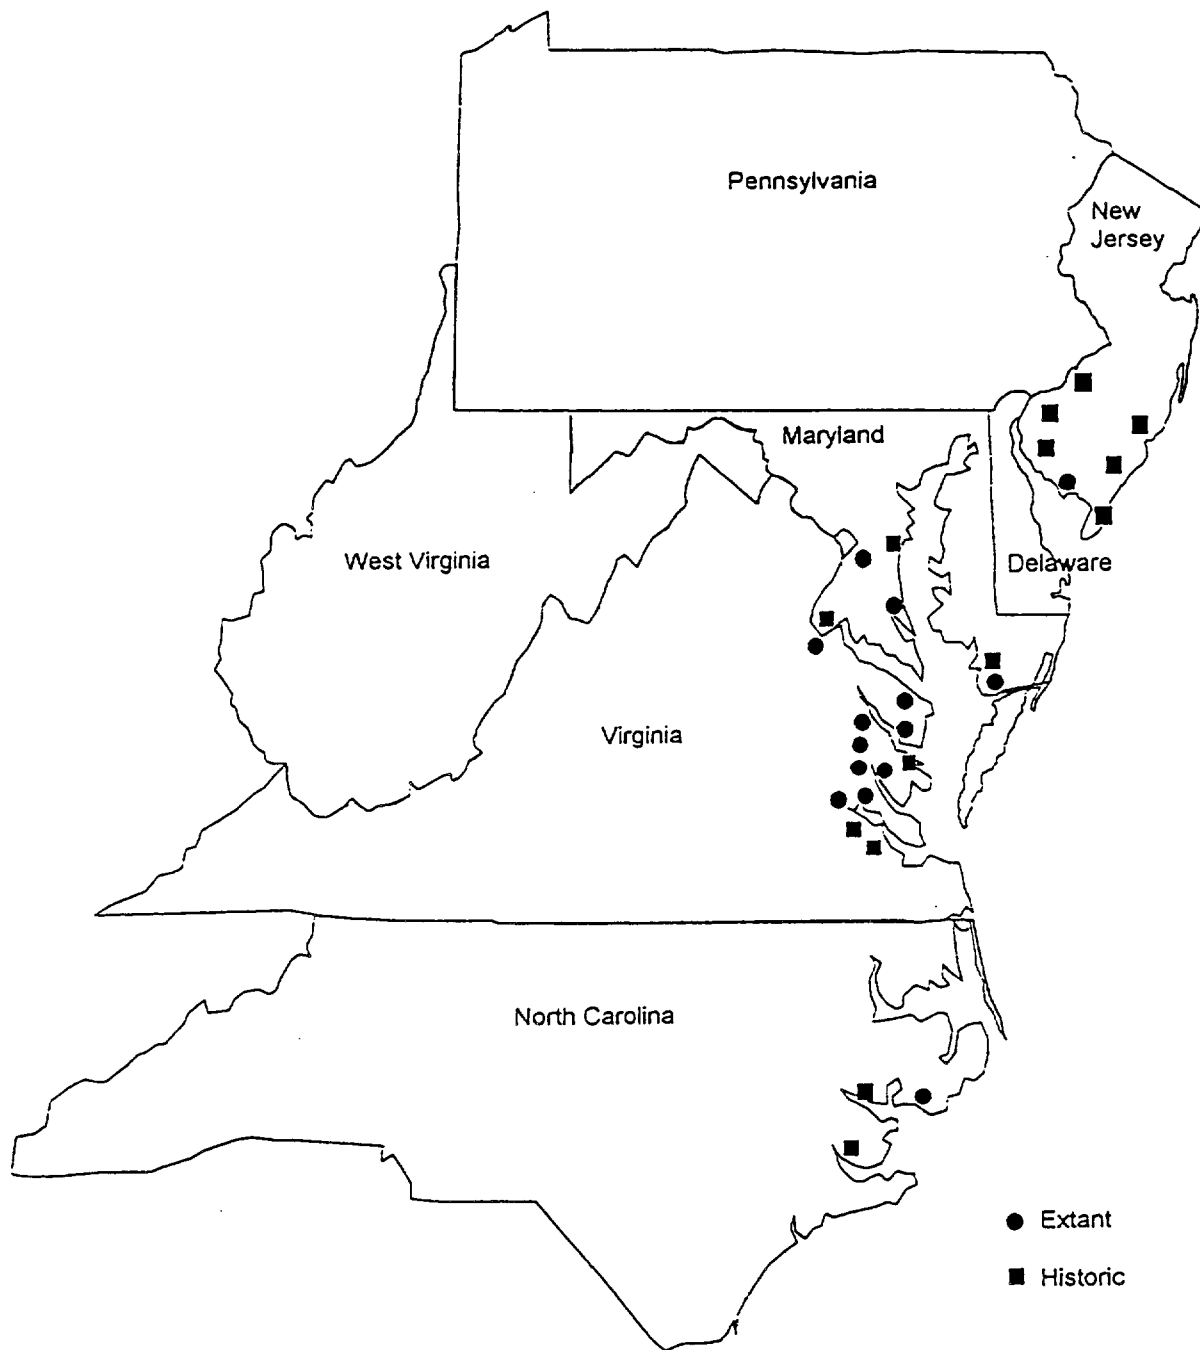 Pennsylvania
New
Jersey
Maryland
West Virginia
Delaware
Virginia
North Carolina
Extant
Historic